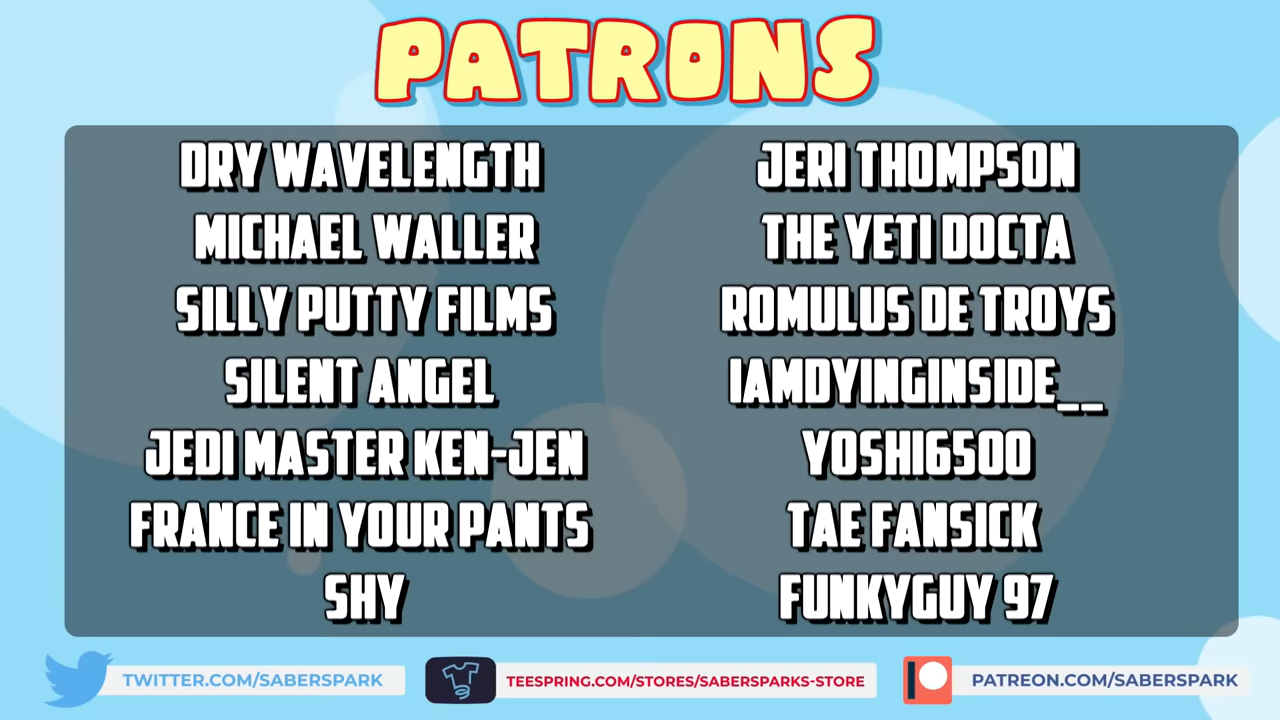 PATRONS
DRY WAVELENGTH
MICHAEL WALLER
SILLY PUTTY FILMS
SILENT ANGEL
JEDI MASTER KEN-JEN
FRANCE IN YOUR PANTS
SHY
JERI THOMPSON
THE YETI DOCTA
ROMULUS DE TROYS
IAMDYINGINSIDE__
YOSHI6500
TAE FANSICK
FUNKYGUY 97
TWITTER.COM/SABERSPARK
TEESPRING.COM/STORES/SABERSPARKS-STORE
PATREON.COM/SABERSPARK